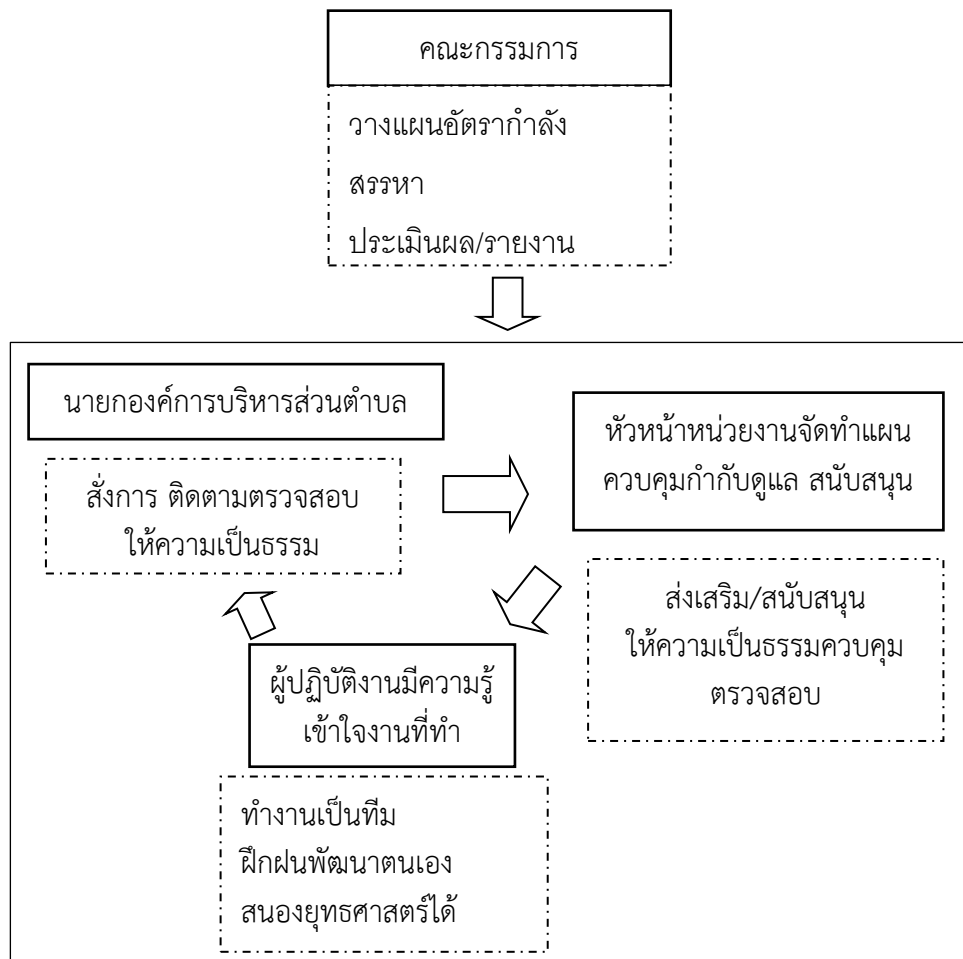 คณะกรรมการ
วางแผนอัตรากำลัง
สรรหา
ประเมินผล/รายงาน
นายกองค์การบริหารส่วนตำบล
สั่งการ ติดตามตรวจสอบ
ให้ความเป็นธรรม
หัวหน้าหน่วยงานจัดทำแผน
ควบคุมกำกับดูแล สนับสนุน
ส่งเสริม/สนับสนุน
ให้ความเป็นธรรมควบคุม
ตรวจสอบ
ผู้ปฏิบัติงานมีความรู้
เข้าใจงานที่ทำ
ทำงานเป็นทีม
ฝึกฝนพัฒนาตนเอง
สนองยุทธศาสตร์ได้